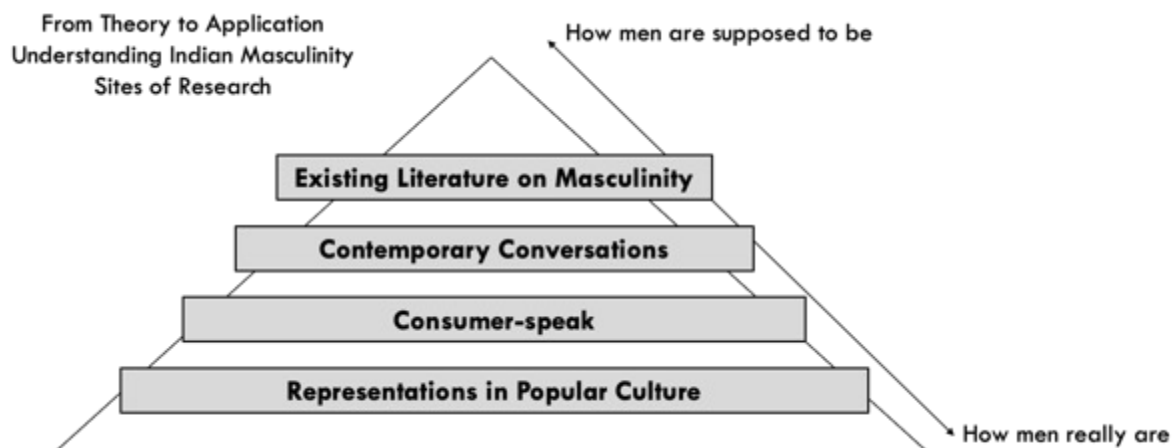 From Theory to Application
Understanding Indian Masculinity
Sites of Research
How men are supposed to be
Existing Literature on Masculinity
Contemporary Conversations
Consumer-speak
Representations in Popular Culture
How men really are